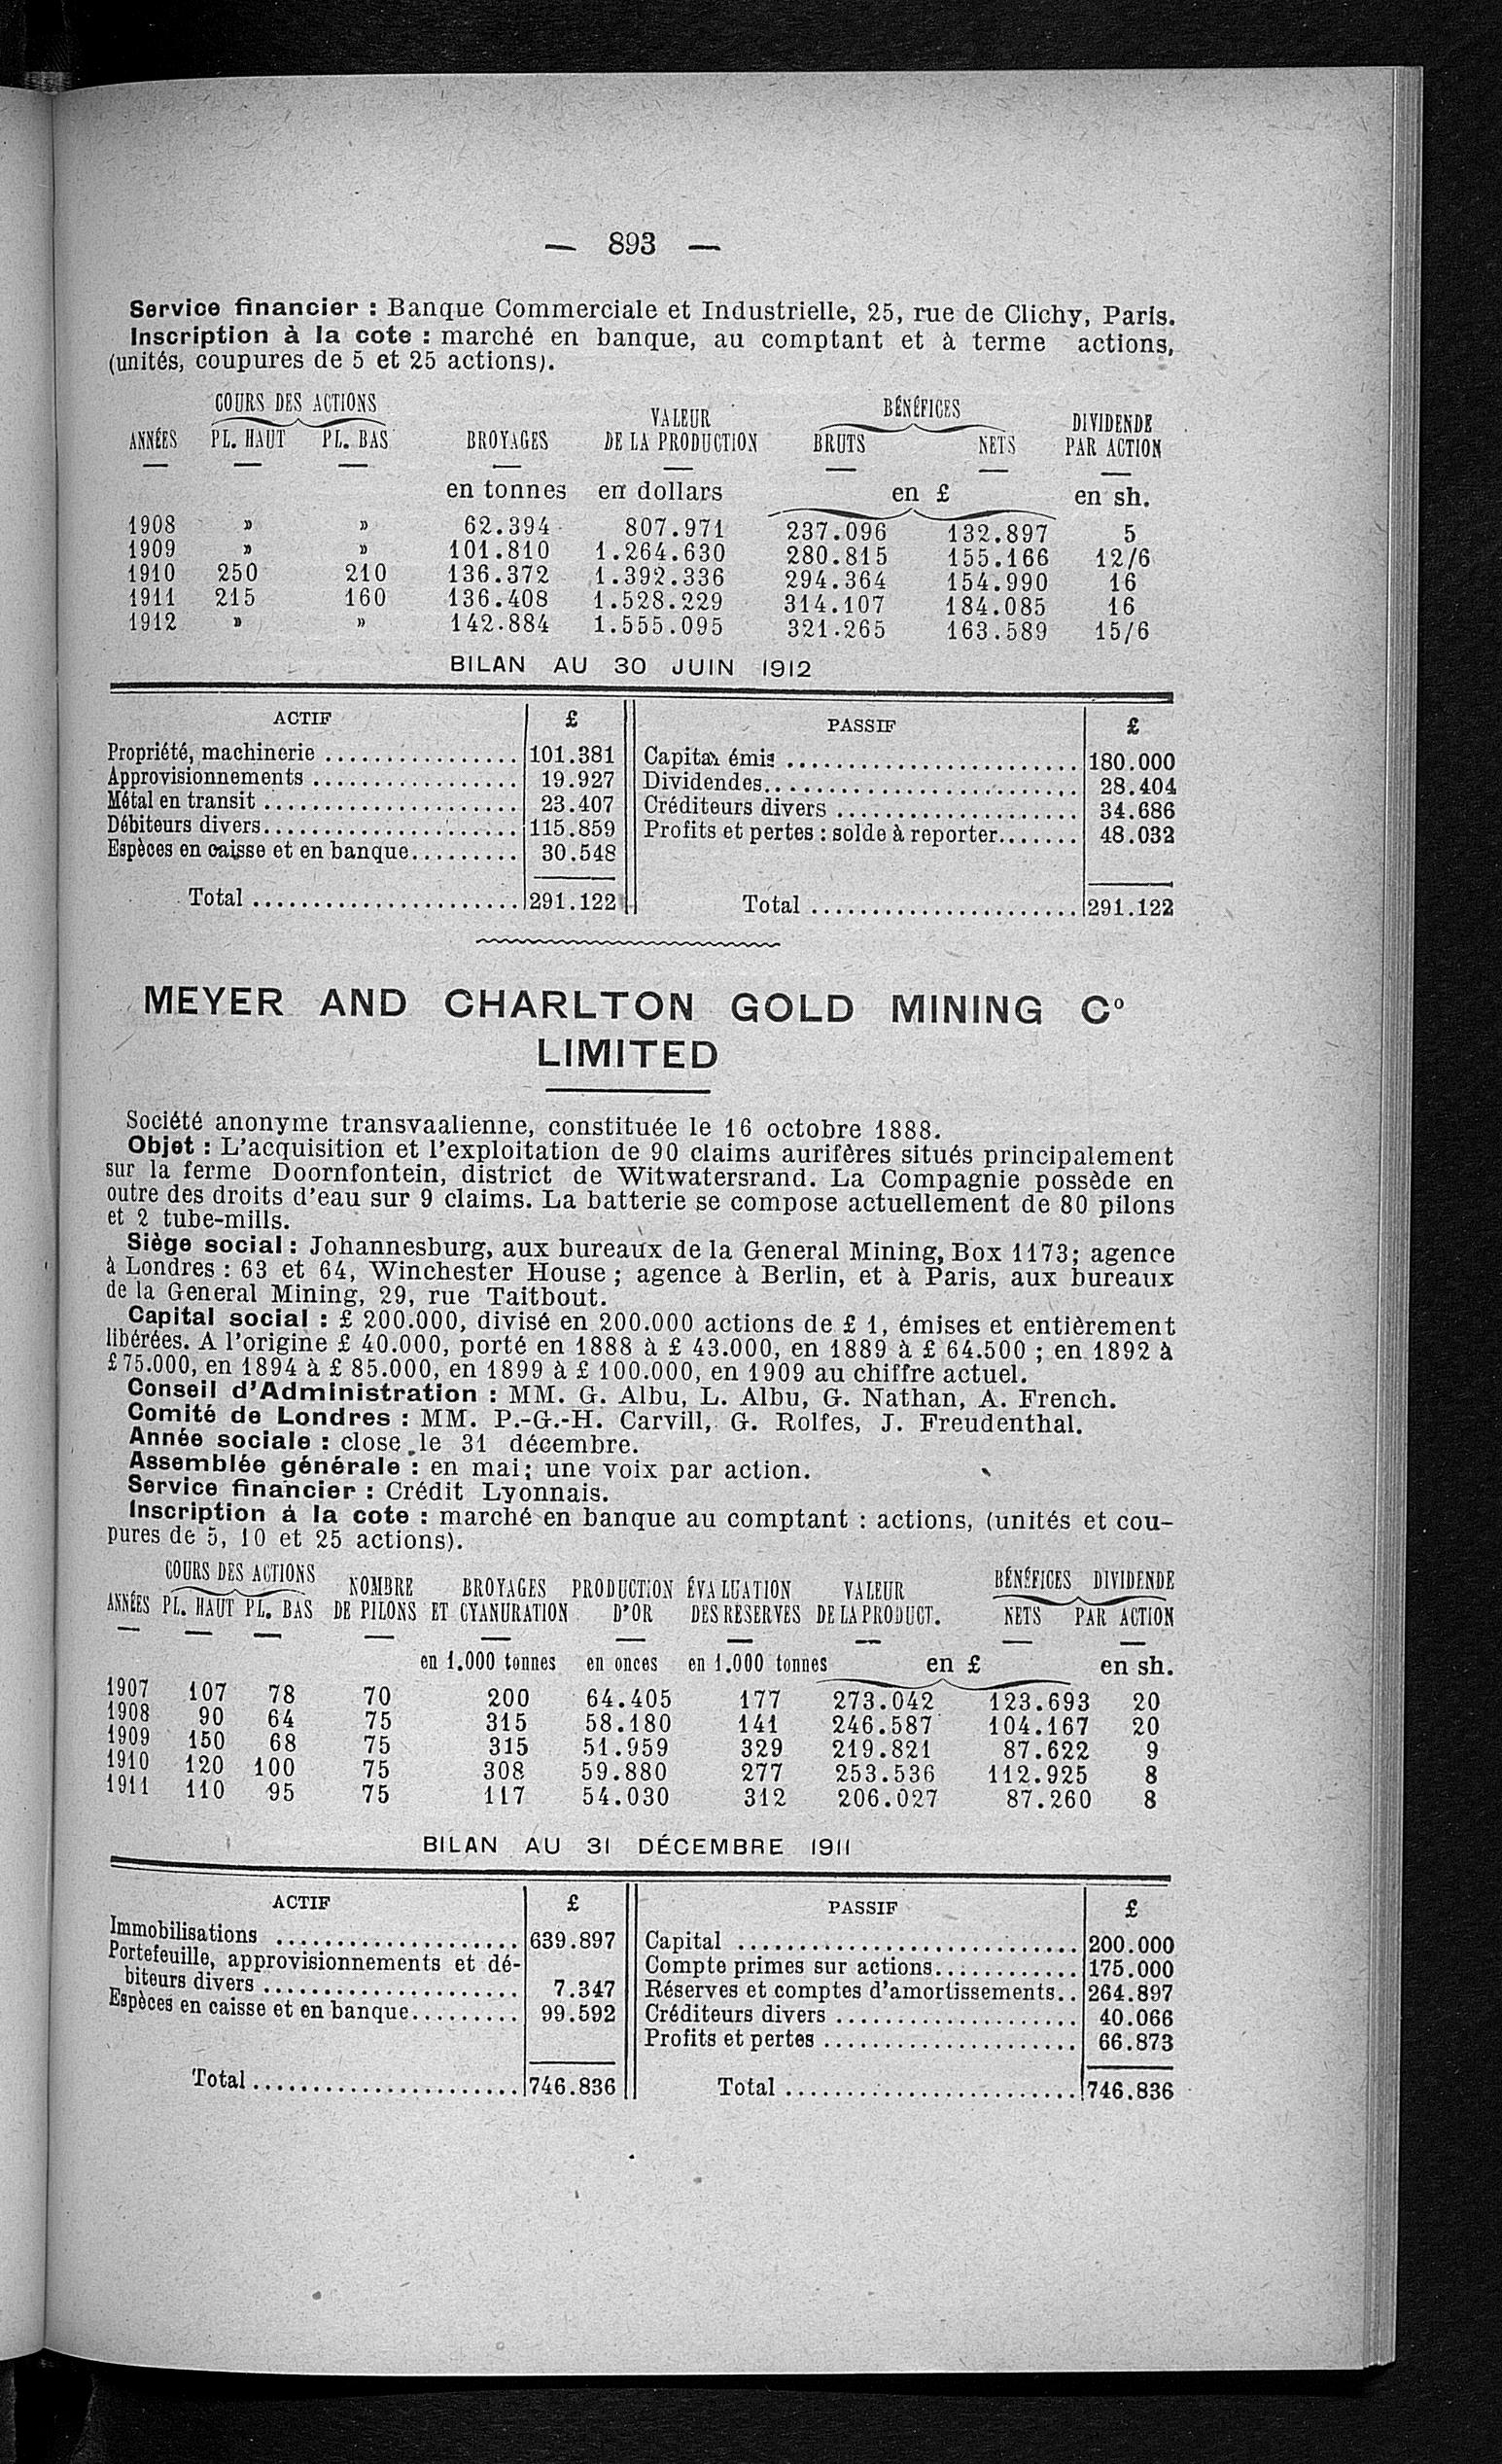 — 893 —
Service financier : Banque Commerciale et Industrielle, 25, rue de Clichy, Paris.
Inscription à la cote : marché en banque, au comptant et à terme actions,
(unités, coupures de 5 et 25 actions).
COURS DES ACTIONS VALEUR BÉNÉFICES DIVIDENDE
ANNÉES PL. HAUT PL. BAS BROYAGES DE LA PRODUCTION BRUTS NETS PAR ACTION
en tonnes en dollars en £ en sh.
1908 » » 62.394 807.971 237.096 132.897 5
1909 » » 101.810 1.264.630 280.815 155.166 12/6
1910 250 210 136.372 1.392.336 294.364 154.990 16
1911 215 160 136.408 1.528.229 314.107 184.085 16
1912 » » 142.884 1.555.095 321.265 163.589 15/6
BILAN AU 30 JUIN 1912
ACTIF £ PASSIF £
Propriété, machinerie ................ 101.381 Capital émis ........................ 180.000
Approvisionnements ................. 19.927 Dividendes.......................... 28.404
Métal en transit ..................... 23.407 Créditeurs divers .................... 34.686
Débiteurs divers..................... 115.859 Profits et pertes : solde à reporter....... 48.032
Espèces en caisse et en banque......... 30.548
Total ...................... 291.122 Total ...................... 291.122
MEYER AND CHARLTON GOLD MINING Cº
LIMITED
Société anonyme transvaalienne, constituée le 16 octobre 1888.
Objet : L'acquisition et l'exploitation de 90 claims aurifères situés principalement
sur la ferme Doornfontein, district de Witwatersrand. La Compagnie possède en
outre des droits d'eau sur 9 claims. La batterie se compose actuellement de 80 pilons
et 2 tube-mills.
Siège social : Johannesburg, aux bureaux de la General Mining, Box 1173; agence
à Londres : 63 et 64, Winchester House ; agence à Berlin, et à Paris, aux bureaux
de la General Mining, 29, rue Taitbout.
Capital social : £ 200.000, divisé en 200.000 actions de £ 1, émises et entièrement
libérées. A l'origine £ 40.000, porté en 1888 à £ 43.000, en 1889 à £ 64.500 ; en 1892 à
£ 75.000, en 1894 à £ 85.000, en 1899 à £ 100.000, en 1909 au chiffre actuel.
Conseil d'Administration : MM. G. Albu, L. Albu, G. Nathan, A. French.
Comité de Londres : MM. P.-G.-H. Carvill, G. Rolfes, J. Freudenthal.
Année sociale : close le 31 décembre.
Assemblée générale : en mai; une voix par action.
Service financier : Crédit Lyonnais.
Inscription à la cote : marché en banque au comptant : actions, (unités et cou-
pures de 5, 10 et 25 actions).
COURS DES ACTIONS NOMBRE BROYAGES PRODUCTION ÉVALUATION VALEUR BÉNÉFICES DIVIDENDE
ANNÉES PL. HAUT PL. BAS DE PILONS ET CYANURATION D'OR DES RESERVES DE LA PRODUCT. NETS PAR ACTION
en 1.000 tonnes en onces en 1.000 tonnes en £ en sh.
1907 107 78 70 200 64.405 177 273.042 123.693 20
1908 90 64 75 315 58.180 141 246.587 104.167 20
1909 150 68 75 315 51.959 329 219.821 87.622 9
1910 120 100 75 308 59.880 277 253.536 112.925 8
1911 110 95 75 117 54.030 312 206.027 87.260 8
BILAN AU 31 DÉCEMBRE 1911
ACTIF £ PASSIF £
Immobilisations .................... 639.897 Capital ............................ 200.000
Portefeuille, approvisionnements et dé- Compte primes sur actions............ 175.000
biteurs divers ..................... 7.347 Réserves et comptes d'amortissements.. 264.897
Espèces en caisse et en banque......... 99.592 Créditeurs divers .................... 40.066
Profits et pertes ..................... 66.873
Total...................... 746.836 Total ........................ 746.836